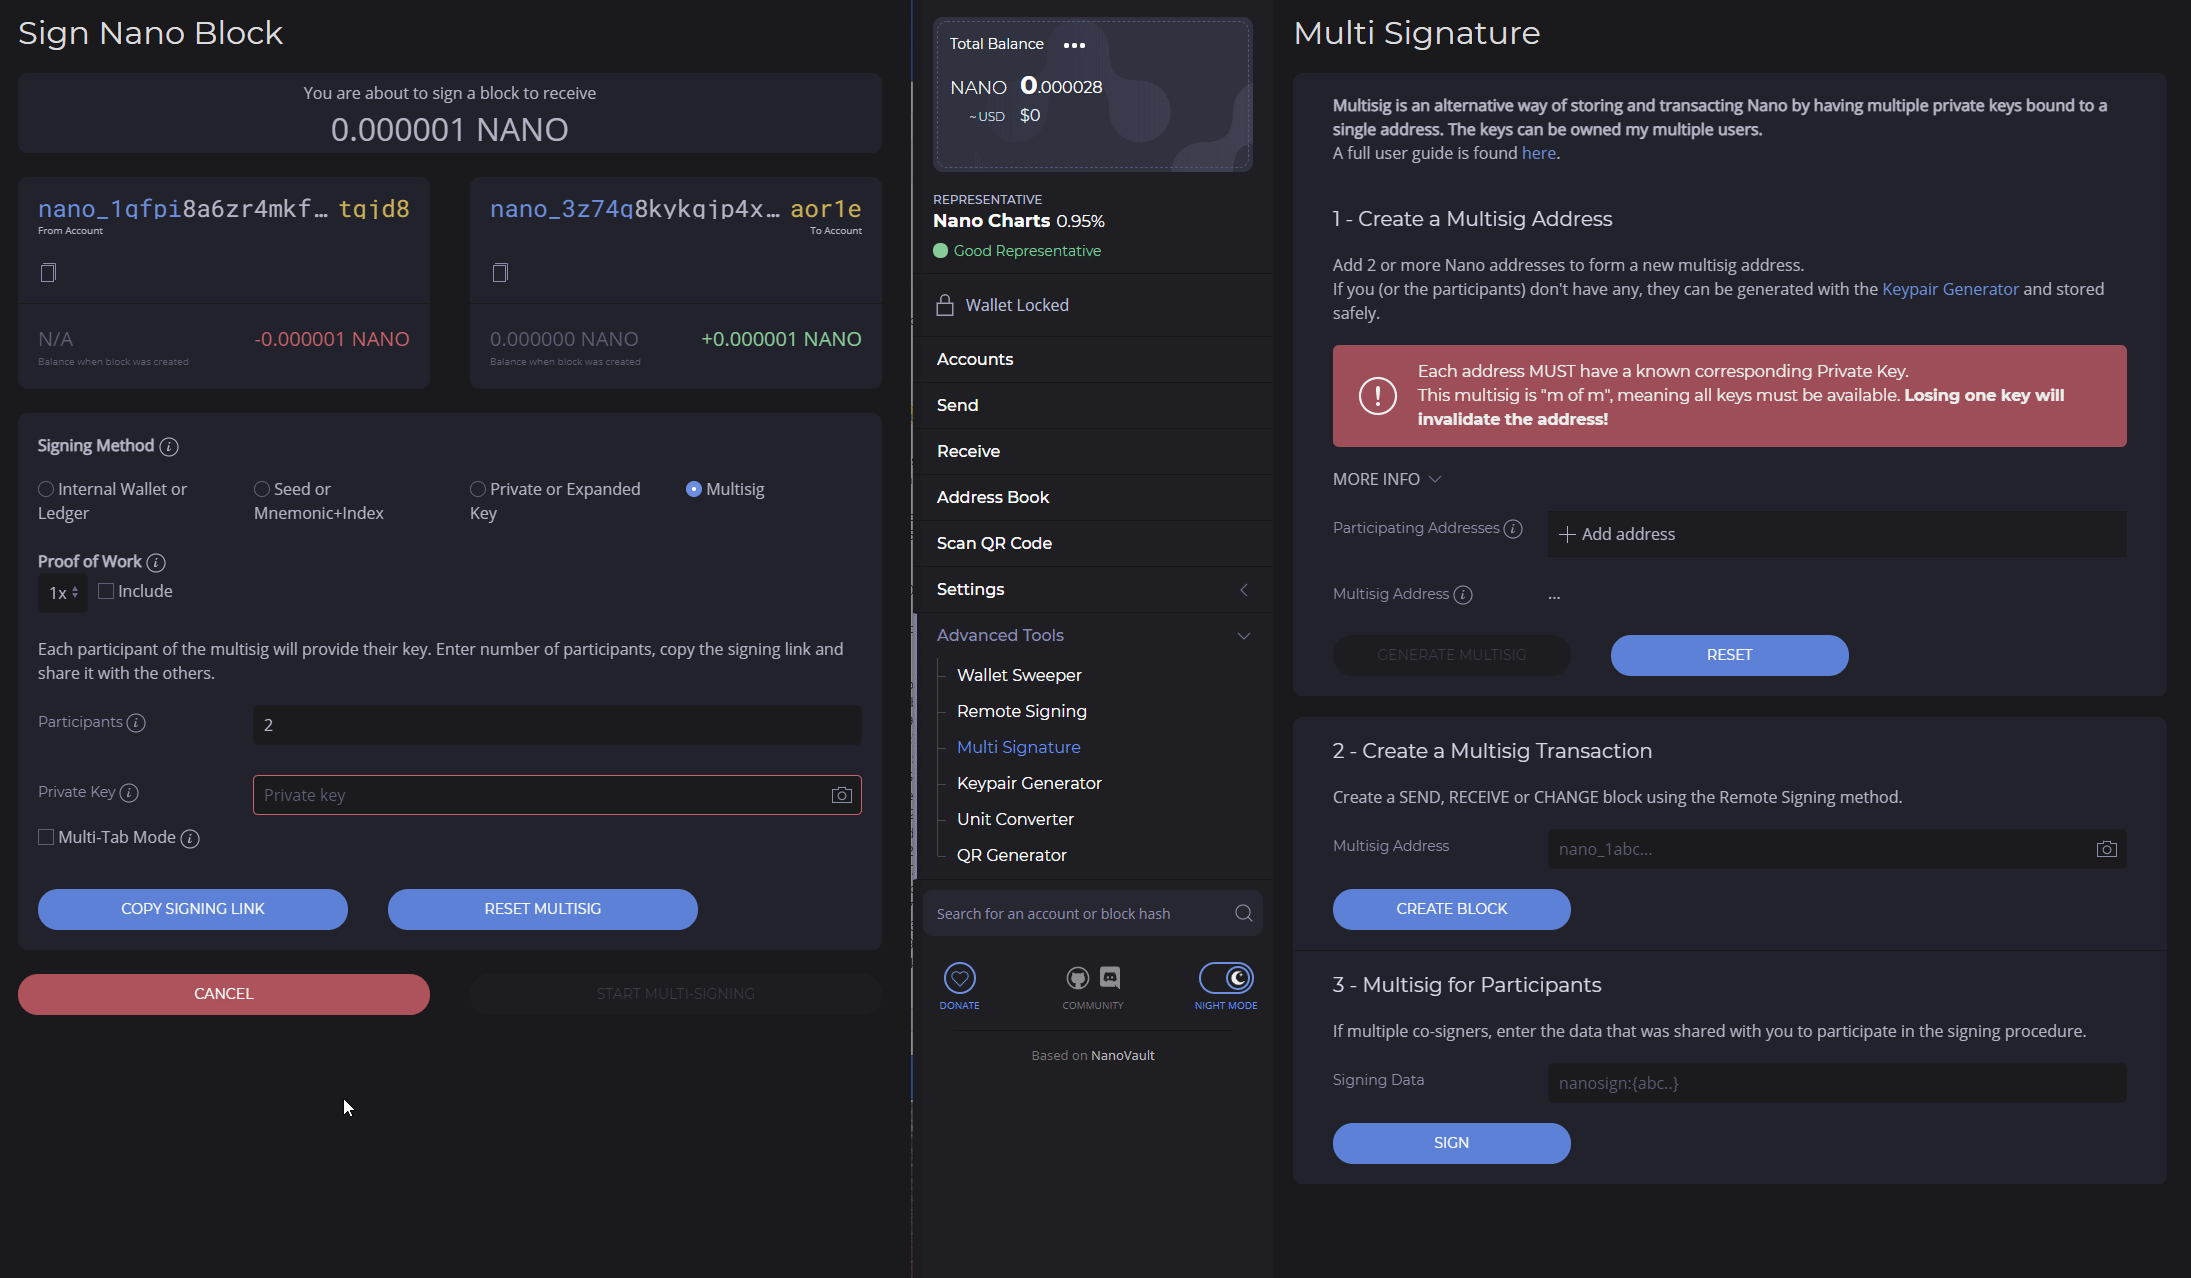 Sign Nano Block
You are about to sign a block to receive
0.000001 NANO
nano_1qfpi8a6zr4mkf… tqjd8
From Account
nano_3z74q8kykqjp4x… aor1e
To Account
N/A
-0.000001 NANO
Balance when block was created
0.000000 NANO
+0.000001 NANO
Balance when block was created
Signing Method
Internal Wallet or
Ledger
Seed or
Mnemonic+Index
Private or Expanded
Key
Multisig
Proof of Work
1x
Include
Each participant of the multisig will provide their key. Enter number of participants, copy the signing link and
share it with the others.
Participants
2
Private Key
Private key
Multi-Tab Mode
COPY SIGNING LINK
RESET MULTISIG
CANCEL
START MULTI-SIGNING
Total Balance
NANO 0.000028
~ USD $0
REPRESENTATIVE
Nano Charts 0.95%
Good Representative
Wallet Locked
Accounts
Send
Receive
Address Book
Scan QR Code
Settings
Advanced Tools
Wallet Sweeper
Remote Signing
Multi Signature
Keypair Generator
Unit Converter
QR Generator
Search for an account or block hash
DONATE
COMMUNITY
NIGHT MODE
Based on NanoVault
Multi Signature
Multisig is an alternative way of storing and transacting Nano by having multiple private keys bound to a
single address. The keys can be owned my multiple users.
A full user guide is found here.
1 - Create a Multisig Address
Add 2 or more Nano addresses to form a new multisig address.
If you (or the participants) don't have any, they can be generated with the Keypair Generator and stored
safely.
Each address MUST have a known corresponding Private Key.
This multisig is "m of m", meaning all keys must be available. Losing one key will
invalidate the address!
MORE INFO
Participating Addresses
Add address
Multisig Address
...
GENERATE MULTISIG
RESET
2 - Create a Multisig Transaction
Create a SEND, RECEIVE or CHANGE block using the Remote Signing method.
Multisig Address
nano_1abc...
CREATE BLOCK
3 - Multisig for Participants
If multiple co-signers, enter the data that was shared with you to participate in the signing procedure.
Signing Data
nanosign:{abc..}
SIGN